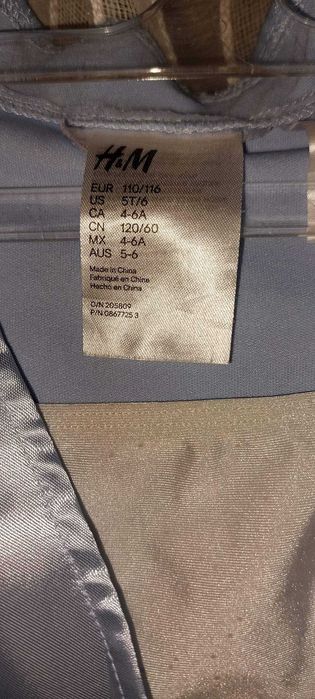 H&M
EUR 110/116
US 5T/6
CA 4-6A
CN 120/60
MX 4-6A
AUS 5-6
Made in China
Fabriqué en Chine
Hecho en China
O/N 205809
P/N 0867725 3